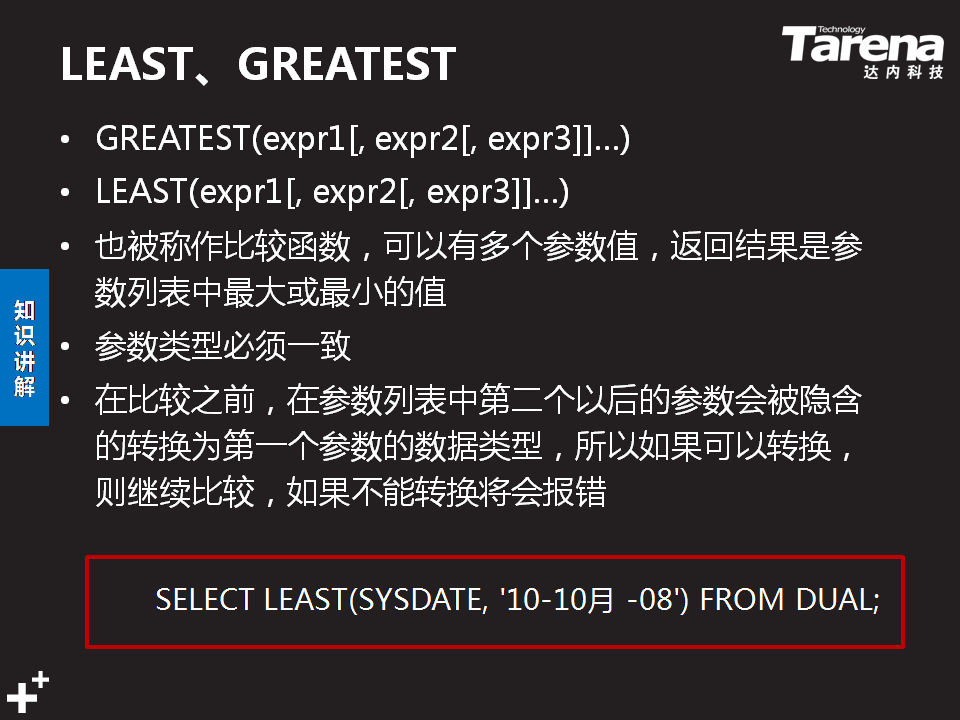 LEAST、GREATEST
Technology
Tarena
达内科技
• GREATEST(expr1[, expr2[, expr3]]…)
• LEAST(expr1[, expr2[, expr3]]…)
• 也被称作比较函数，可以有多个参数值，返回结果是参
数列表中最大或最小的值
• 参数类型必须一致
• 在比较之前，在参数列表中第二个以后的参数会被隐含
的转换为第一个参数的数据类型，所以如果可以转换，
则继续比较，如果不能转换将会报错
知
识
讲
解
SELECT LEAST(SYSDATE, '10-10月 -08') FROM DUAL;